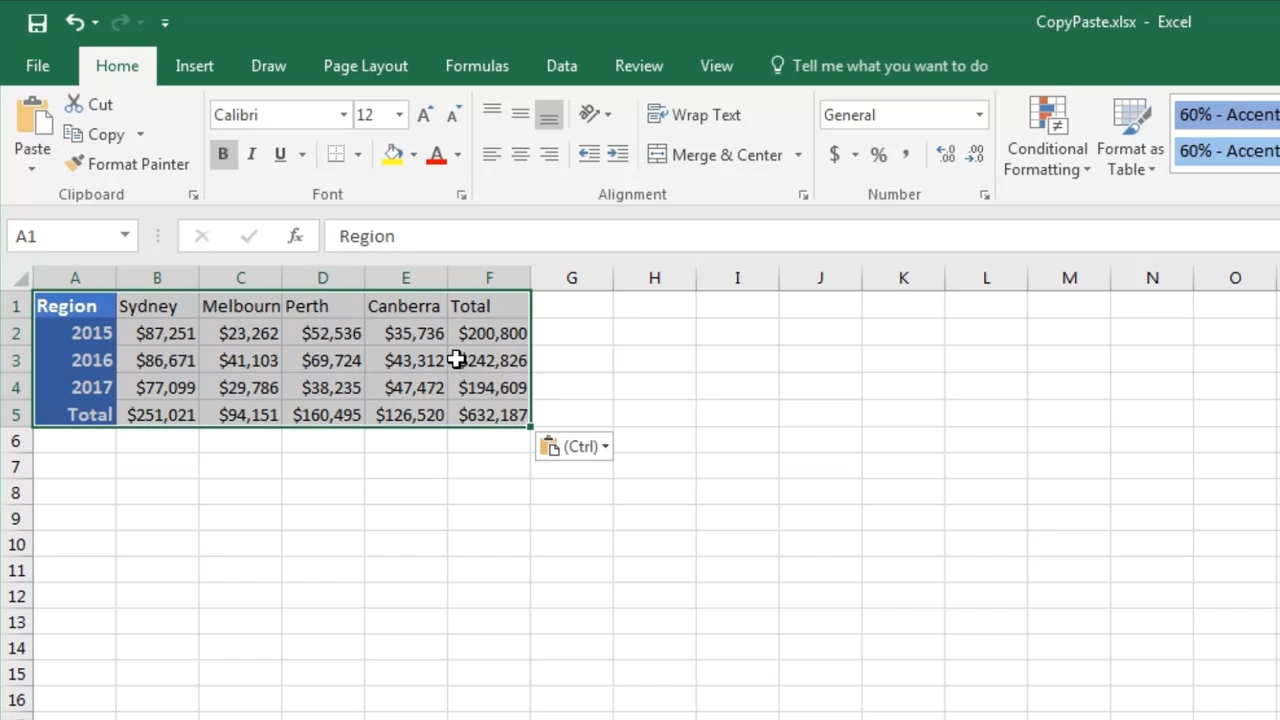 CopyPaste.xlsx - Excel
File Home Insert Draw Page Layout Formulas Data Review View Tell me what you want to do
Paste
Cut
Copy
Format Painter
Clipboard
Calibri 12 A A
B I U A
Font
Wrap Text
Merge & Center
Alignment
General
$ % , .00 .0
Number
Conditional Formatting
Format as Table
60% - Accent
60% - Accent
A1 fx Region
A B C D E F G H I J K L M N O
1 Region Sydney Melbourn Perth Canberra Total
2 2015 $87,251 $23,262 $52,536 $35,736 $200,800
3 2016 $86,671 $41,103 $69,724 $43,312 $242,826
4 2017 $77,099 $29,786 $38,235 $47,472 $194,609
5 Total $251,021 $94,151 $160,495 $126,520 $632,187
(Ctrl)
6
7
8
9
10
11
12
13
14
15
16